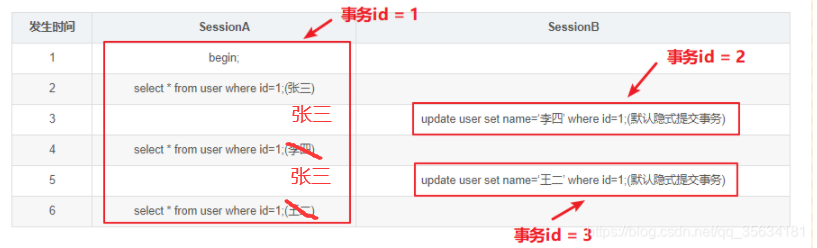 事务id = 1
发生时间 SessionA SessionB
1 begin;
事务id = 2
2 select * from user where id=1;(张三)
3 张三 update user set name='李四' where id=1;(默认隐式提交事务)
4 select * from user where id=1;(李四)
5 张三 update user set name='王二' where id=1;(默认隐式提交事务)
6 select * from user where id=1;(王二)
事务id = 3
https://blog.csdn.net/qq_35634181